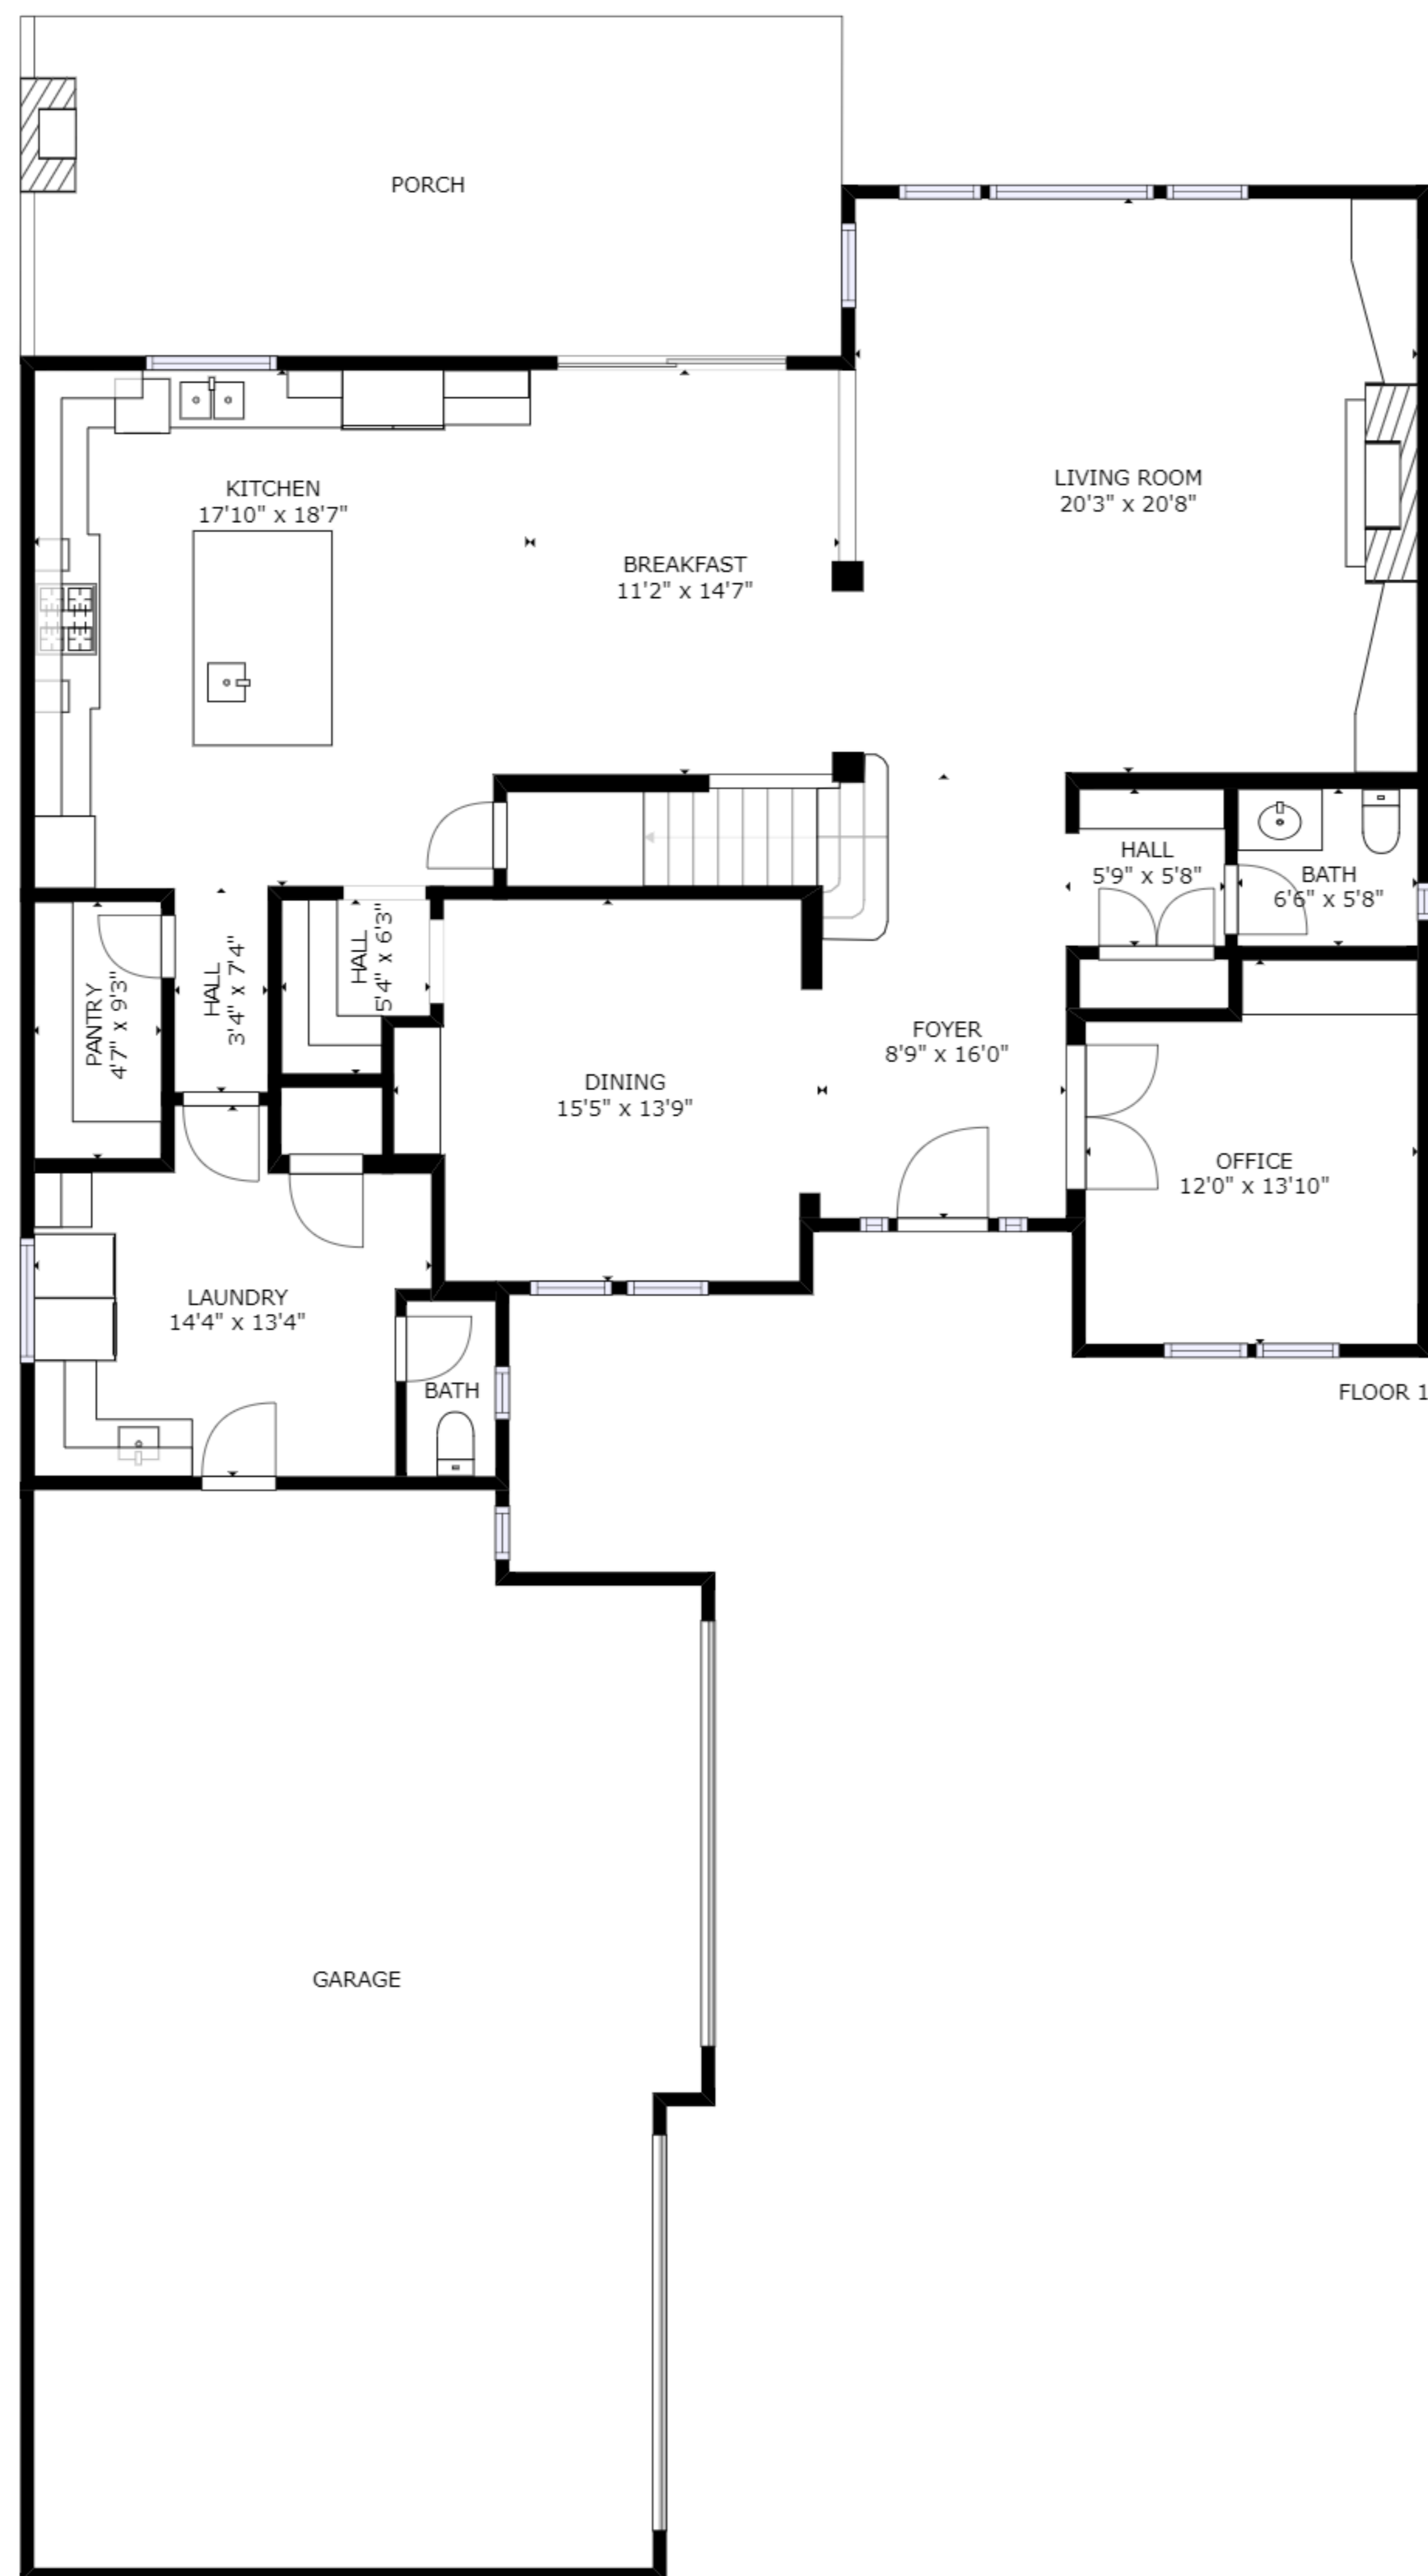 PORCH
LIVING ROOM
20'3" x 20'8"
KITCHEN
17'10" x 18'7"
BREAKFAST
11'2" x 14'7"
HALL
5'9" x 5'8"
BATH
6'6" x 5'8"
PANTRY
4'7" x 9'3"
HALL
3'4" x 7'4"
HALL
5'4" x 6'3"
DINING
15'5" x 13'9"
FOYER
8'9" x 16'0"
OFFICE
12'0" x 13'10"
LAUNDRY
14'4" x 13'4"
BATH
FLOOR 1
GARAGE